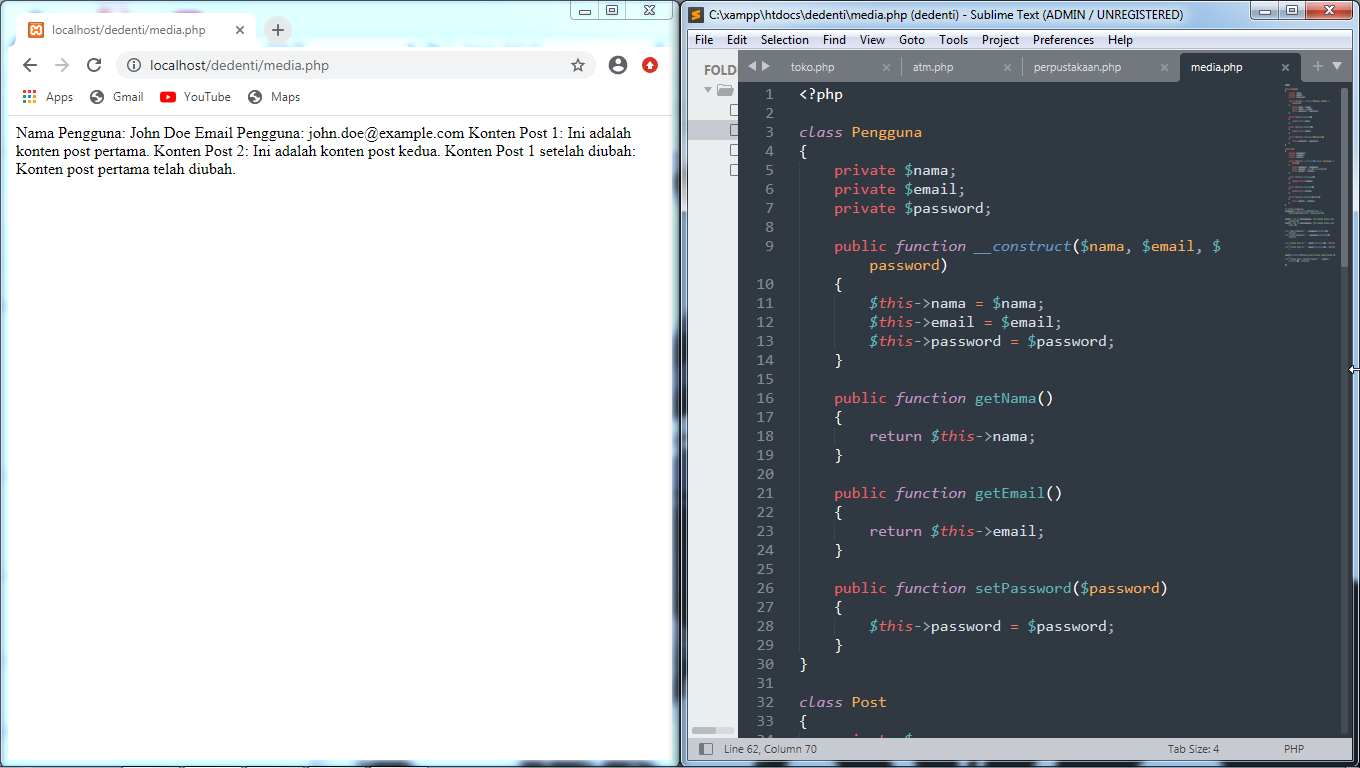 localhost/dedenti/media.php
localhost/dedenti/media.php
Apps Gmail YouTube Maps
Nama Pengguna: John Doe Email Pengguna: john.doe@example.com Konten Post 1: Ini adalah
konten post pertama. Konten Post 2: Ini adalah konten post kedua. Konten Post 1 setelah diubah:
Konten post pertama telah diubah.
C:\xampp\htdocs\dedenti\media.php (dedenti) - Sublime Text (ADMIN / UNREGISTERED)
File Edit Selection Find View Goto Tools Project Preferences Help
FOLD
toko.php atm.php perpustakaan.php media.php
1 <?php
2
3 class Pengguna
4 {
5 private $nama;
6 private $email;
7 private $password;
8
9 public function __construct($nama, $email, $
password)
10 {
11 $this->nama = $nama;
12 $this->email = $email;
13 $this->password = $password;
14 }
15
16 public function getNama()
17 {
18 return $this->nama;
19 }
20
21 public function getEmail()
22 {
23 return $this->email;
24 }
25
26 public function setPassword($password)
27 {
28 $this->password = $password;
29 }
30 }
31
32 class Post
33 {
Line 62, Column 70 Tab Size: 4 PHP